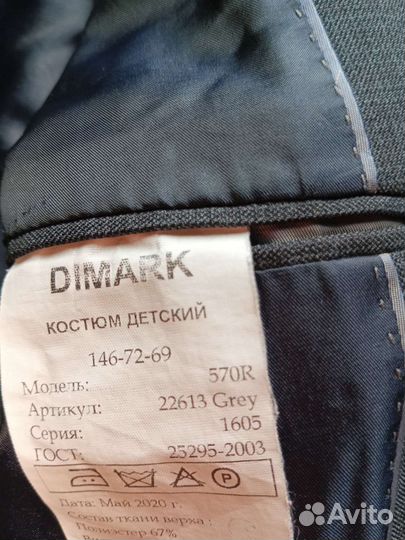 DIMARK
КОСТЮМ ДЕТСКИЙ
146-72-69
Модель: 570R
Артикул: 22613 Grey
Серия: 1605
ГОСТ: 25295-2003
P
Дата: Май 2020 г.
Состав ткани верха :
Полиэстер 67%
Avito